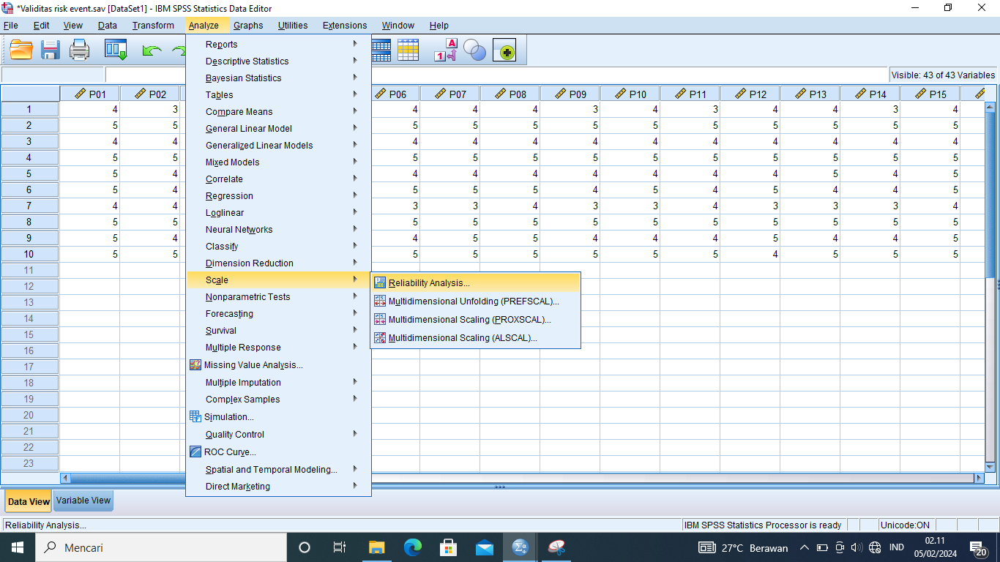 *Validitas risk event.sav [DataSet1] - IBM SPSS Statistics Data Editor
File Edit View Data Transform Analyze Graphs Utilities Extensions Window Help
Visible: 43 of 43 Variables
P01 P02 P06 P07 P08 P09 P10 P11 P12 P13 P14 P15
1 4 3 4 4 4 3 4 3 4 4 3 4
2 5 5 5 5 5 5 5 5 5 5 5 5
3 4 4 4 4 4 4 4 4 4 4 4 4
4 5 5 5 5 5 5 5 5 5 5 5 5
5 5 4 4 4 4 4 4 4 4 5 4 5
6 5 5 5 5 5 4 5 4 5 4 4 5
7 4 4 3 3 4 3 3 4 3 3 3 4
8 5 5 5 5 5 5 5 5 5 5 5 5
9 5 4 4 5 5 4 4 4 5 4 4 5
10 5 5 5 5 5 5 5 5 4 5 5 5
11
12
13
14
15
16
17
18
19
20
21
22
23
Reports
Descriptive Statistics
Bayesian Statistics
Tables
Compare Means
General Linear Model
Generalized Linear Models
Mixed Models
Correlate
Regression
Loglinear
Neural Networks
Classify
Dimension Reduction
Scale
Nonparametric Tests
Forecasting
Survival
Multiple Response
Missing Value Analysis...
Multiple Imputation
Complex Samples
Simulation...
Quality Control
ROC Curve...
Spatial and Temporal Modeling...
Direct Marketing
Reliability Analysis...
Multidimensional Unfolding (PREFSCAL)...
Multidimensional Scaling (PROXSCAL)...
Multidimensional Scaling (ALSCAL)...
Data View Variable View
Reliability Analysis... IBM SPSS Statistics Processor is ready Unicode:ON
Mencari 27°C Berawan IND 02.11
05/02/2024 20